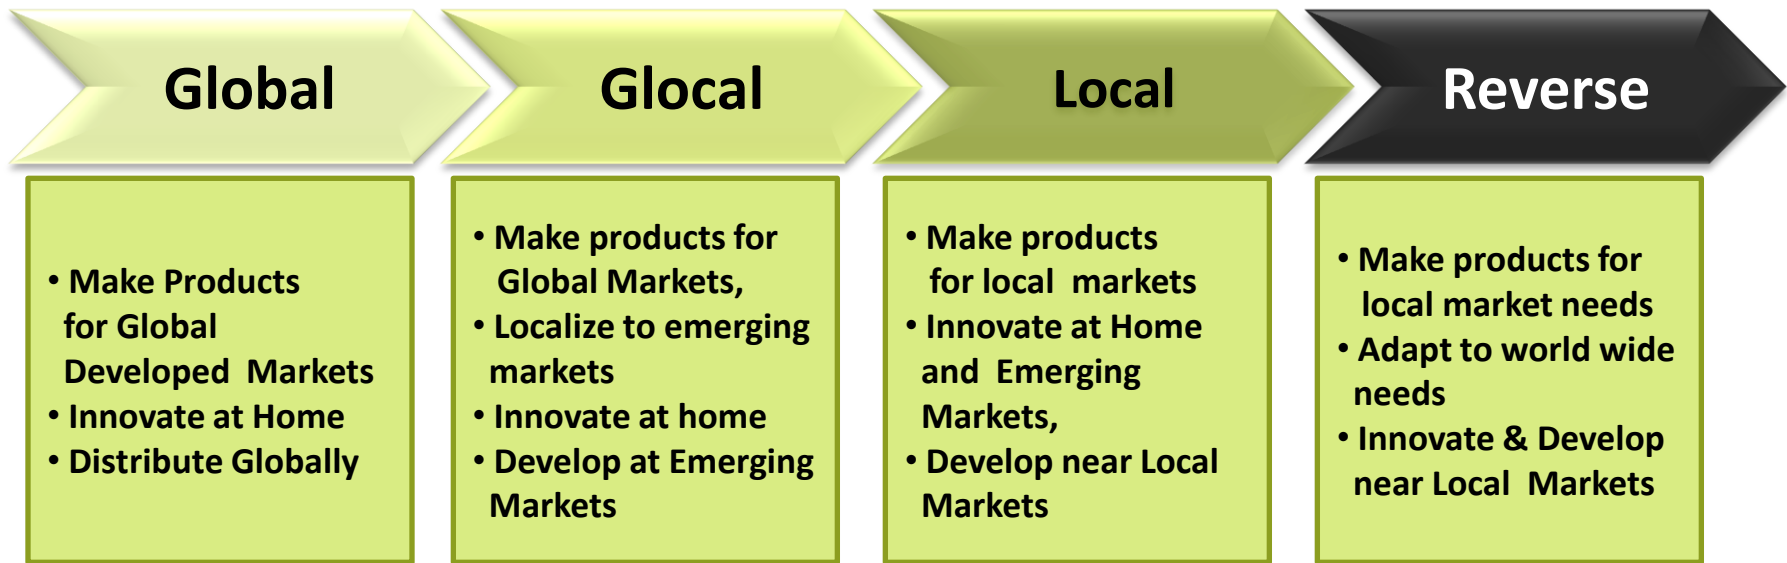 Global
• Make Products
for Global
Developed Markets
• Innovate at Home
• Distribute Globally
Glocal
• Make products for
Global Markets,
• Localize to emerging
markets
• Innovate at home
• Develop at Emerging
Markets
Local
• Make products
for local markets
• Innovate at Home
and Emerging
Markets,
• Develop near Local
Markets
Reverse
• Make products for
local market needs
• Adapt to world wide
needs
• Innovate & Develop
near Local Markets